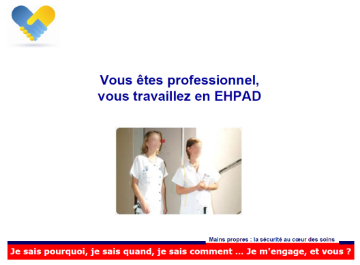 Vous êtes professionnel,
vous travaillez en EHPAD
Mains propres : la sécurité au cœur des soins
Je sais pourquoi, je sais quand, je sais comment ... Je m'engage, et vous ?